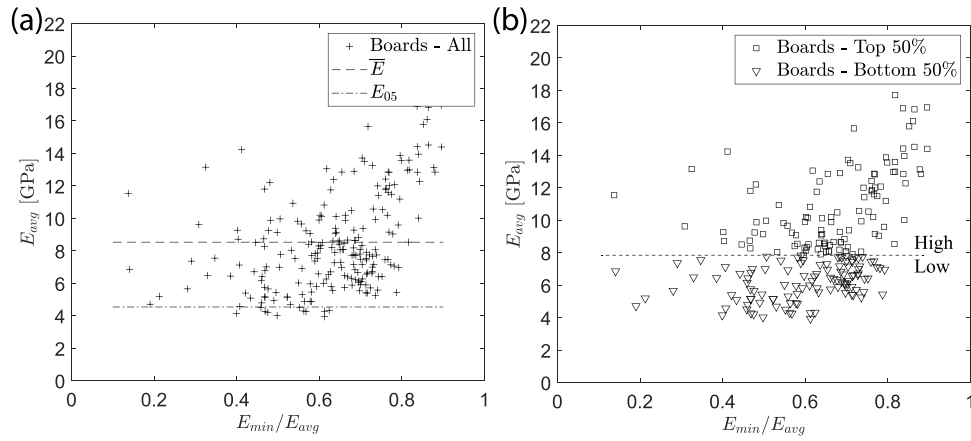 (a)
22
20
18
16
14
12
10
8
6
4
2
0
E_avg [GPa]
Boards - All
E̅
E_05
0 0.2 0.4 0.6 0.8 1
E_min/E_avg
(b)
22
20
18
16
14
12
10
8
6
4
2
0
E_avg [GPa]
Boards - Top 50%
Boards - Bottom 50%
High
Low
0 0.2 0.4 0.6 0.8 1
E_min/E_avg